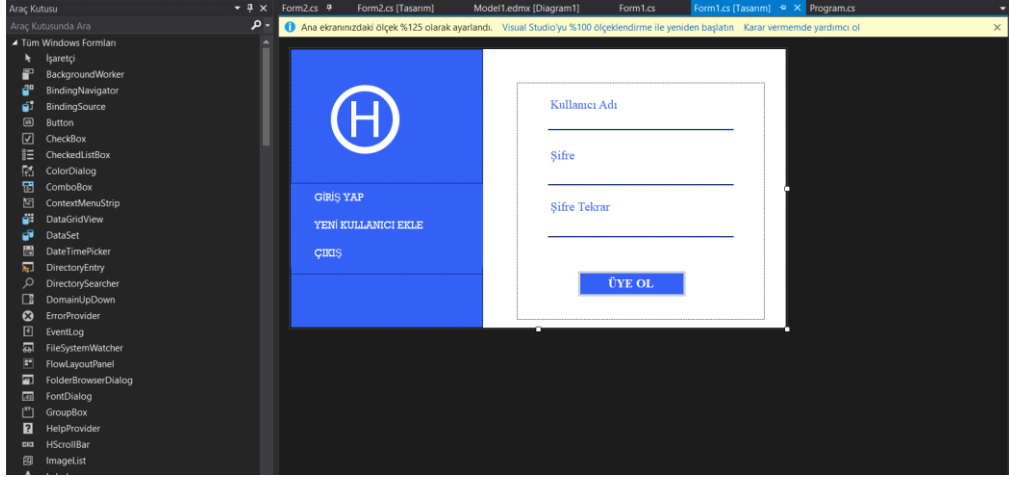 Araç Kutusu
Form2.cs
Form2.cs [Tasarım]
Model1.edmx [Diagram1]
Form1.cs
Form1.cs [Tasarım]
Program.cs
Araç Kutusunda Ara
Ana ekranınızdaki ölçek %125 olarak ayarlandı. Visual Studio'yu %100 ölçeklendirme ile yeniden başlatın Karar vermemde yardımcı ol
Tüm Windows Formları
İşaretçi
BackgroundWorker
BindingNavigator
BindingSource
Button
CheckBox
CheckedListBox
ColorDialog
ComboBox
ContextMenuStrip
DataGridView
DataSet
DateTimePicker
DirectoryEntry
DirectorySearcher
DomainUpDown
ErrorProvider
EventLog
FileSystemWatcher
FlowLayoutPanel
FolderBrowserDialog
FontDialog
GroupBox
HelpProvider
HScrollBar
ImageList
H
GİRİŞ YAP
YENİ KULLANICI EKLE
ÇIKIŞ
Kullanıcı Adı
Şifre
Şifre Tekrar
ÜYE OL